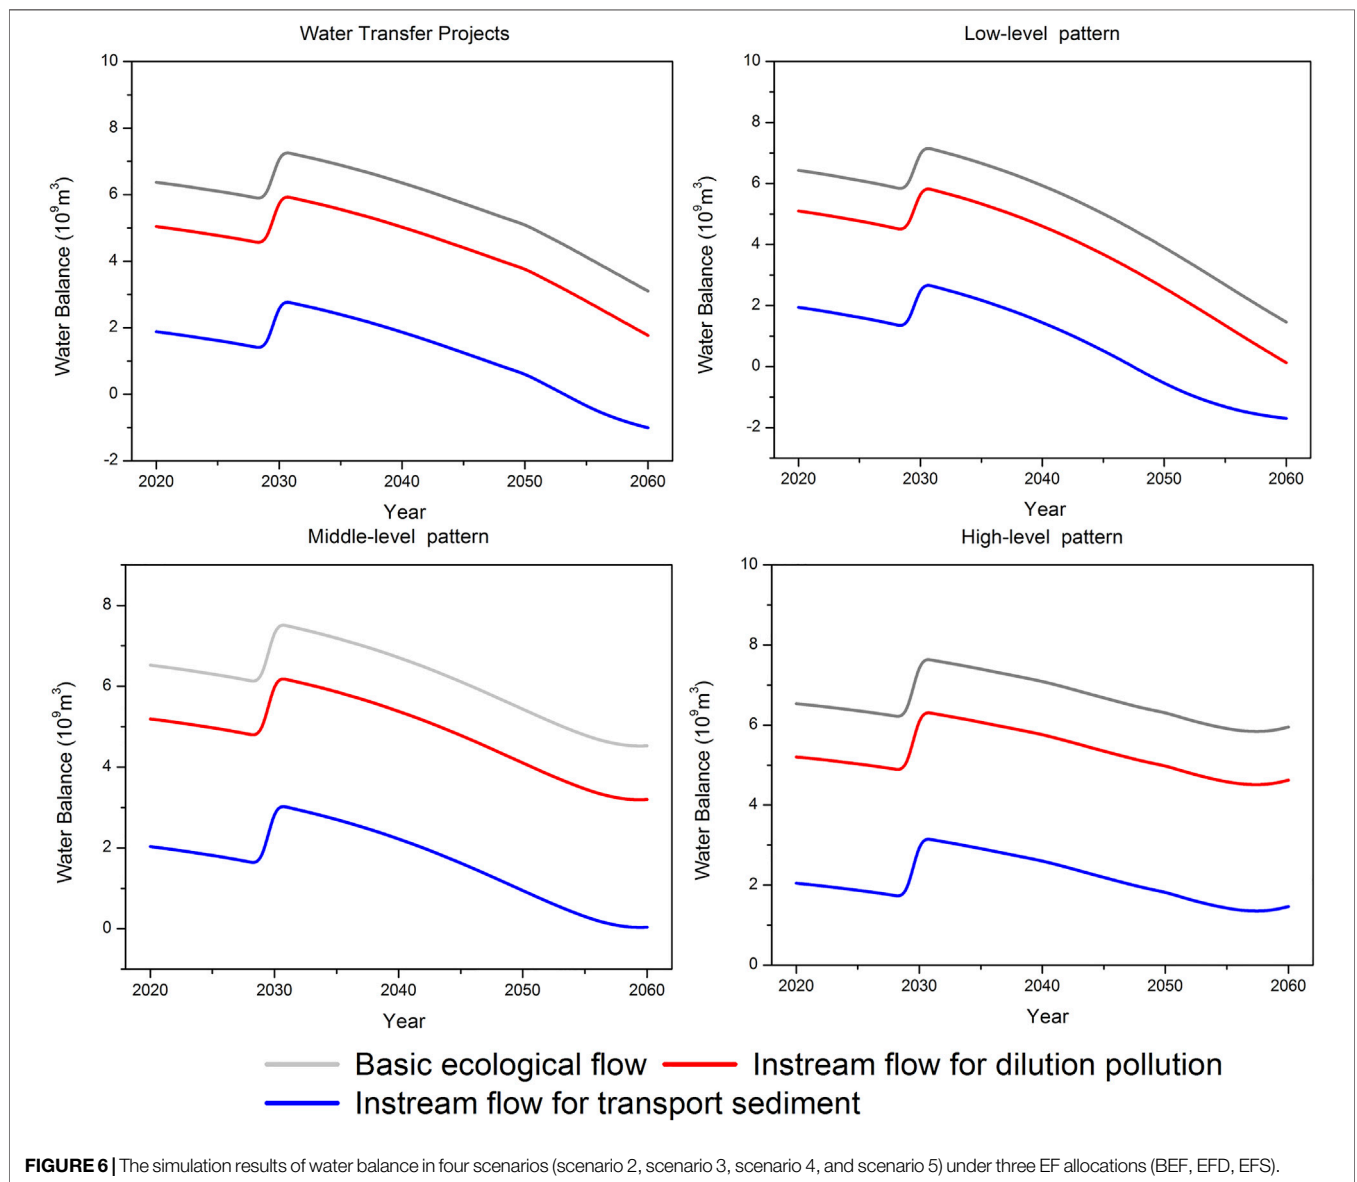 Water Transfer Projects
Water Balance (10⁹m³)
10
8
6
4
2
0
-2
2020 2030 2040 2050 2060
Year
Low-level pattern
Water Balance (10⁹m³)
10
8
6
4
2
0
-2
2020 2030 2040 2050 2060
Year
Middle-level pattern
Water Balance (10⁹m³)
8
6
4
2
0
2020 2030 2040 2050 2060
Year
High-level pattern
Water Balance (10⁹m³)
10
8
6
4
2
0
2020 2030 2040 2050 2060
Year
Basic ecological flow Instream flow for dilution pollution
Instream flow for transport sediment
FIGURE 6 | The simulation results of water balance in four scenarios (scenario 2, scenario 3, scenario 4, and scenario 5) under three EF allocations (BEF, EFD, EFS).